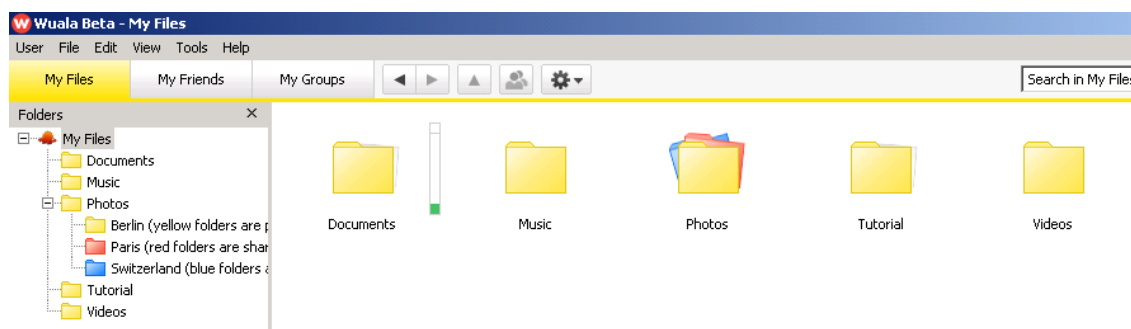 Wuala Beta - My Files
User File Edit View Tools Help
My Files My Friends My Groups
Search in My Files
Folders
My Files
Documents
Music
Photos
Berlin (yellow folders are p
Paris (red folders are shar
Switzerland (blue folders a
Tutorial
Videos
Documents Music Photos Tutorial Videos